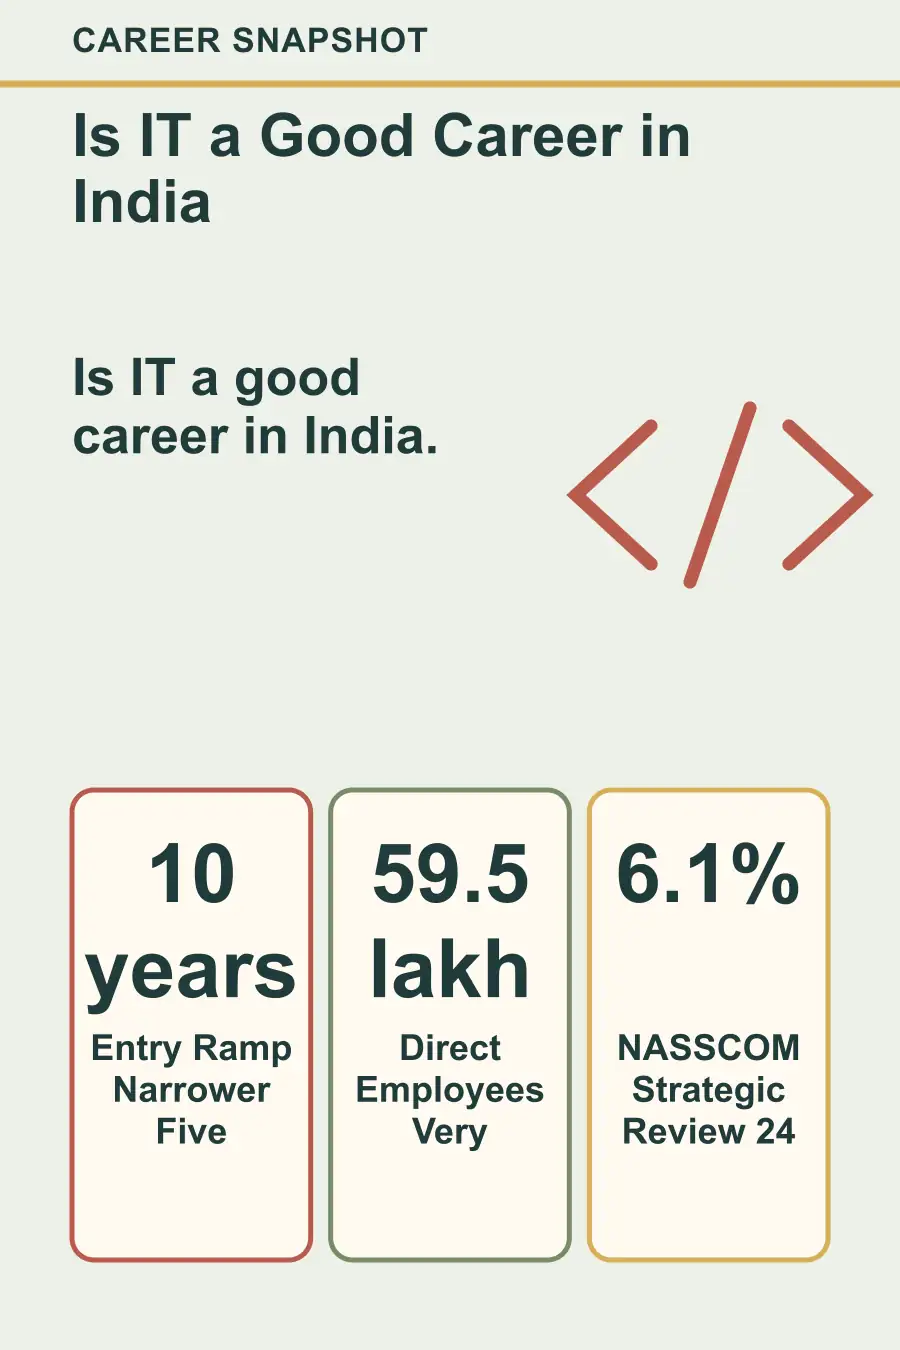 CAREER SNAPSHOT
Is IT a Good Career in
India
Is IT a good
career in India.
10
years
Entry Ramp
Narrower
Five
59.5
lakh
Direct
Employees
Very
6.1%
NASSCOM
Strategic
Review 24